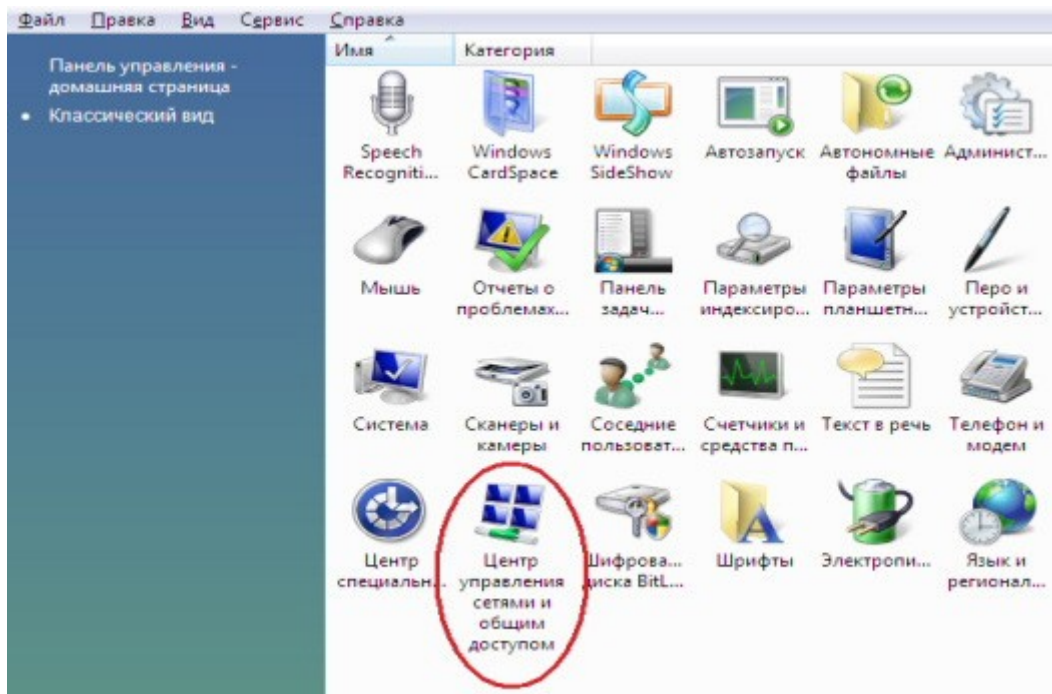 Файл Правка Вид Сервис Справка
Панель управления -
домашняя страница
Классический вид
Имя Категория
Speech
Recogniti...
Windows
CardSpace
Windows
SideShow
Автозапуск
Автономные
файлы
Админист...
Мышь
Отчеты о
проблемах...
Панель
задач...
Параметры
индексиро...
Параметры
планшетн...
Перо и
устройст...
Система
Сканеры и
камеры
Соседние
пользоват...
Счетчики и
средства п...
Текст в речь
Телефон и
модем
Центр
специальн...
Центр
управления
сетями и
общим
доступом
Шифрова...
диска BitL...
Шрифты
Электропи...
Язык и
регионал...